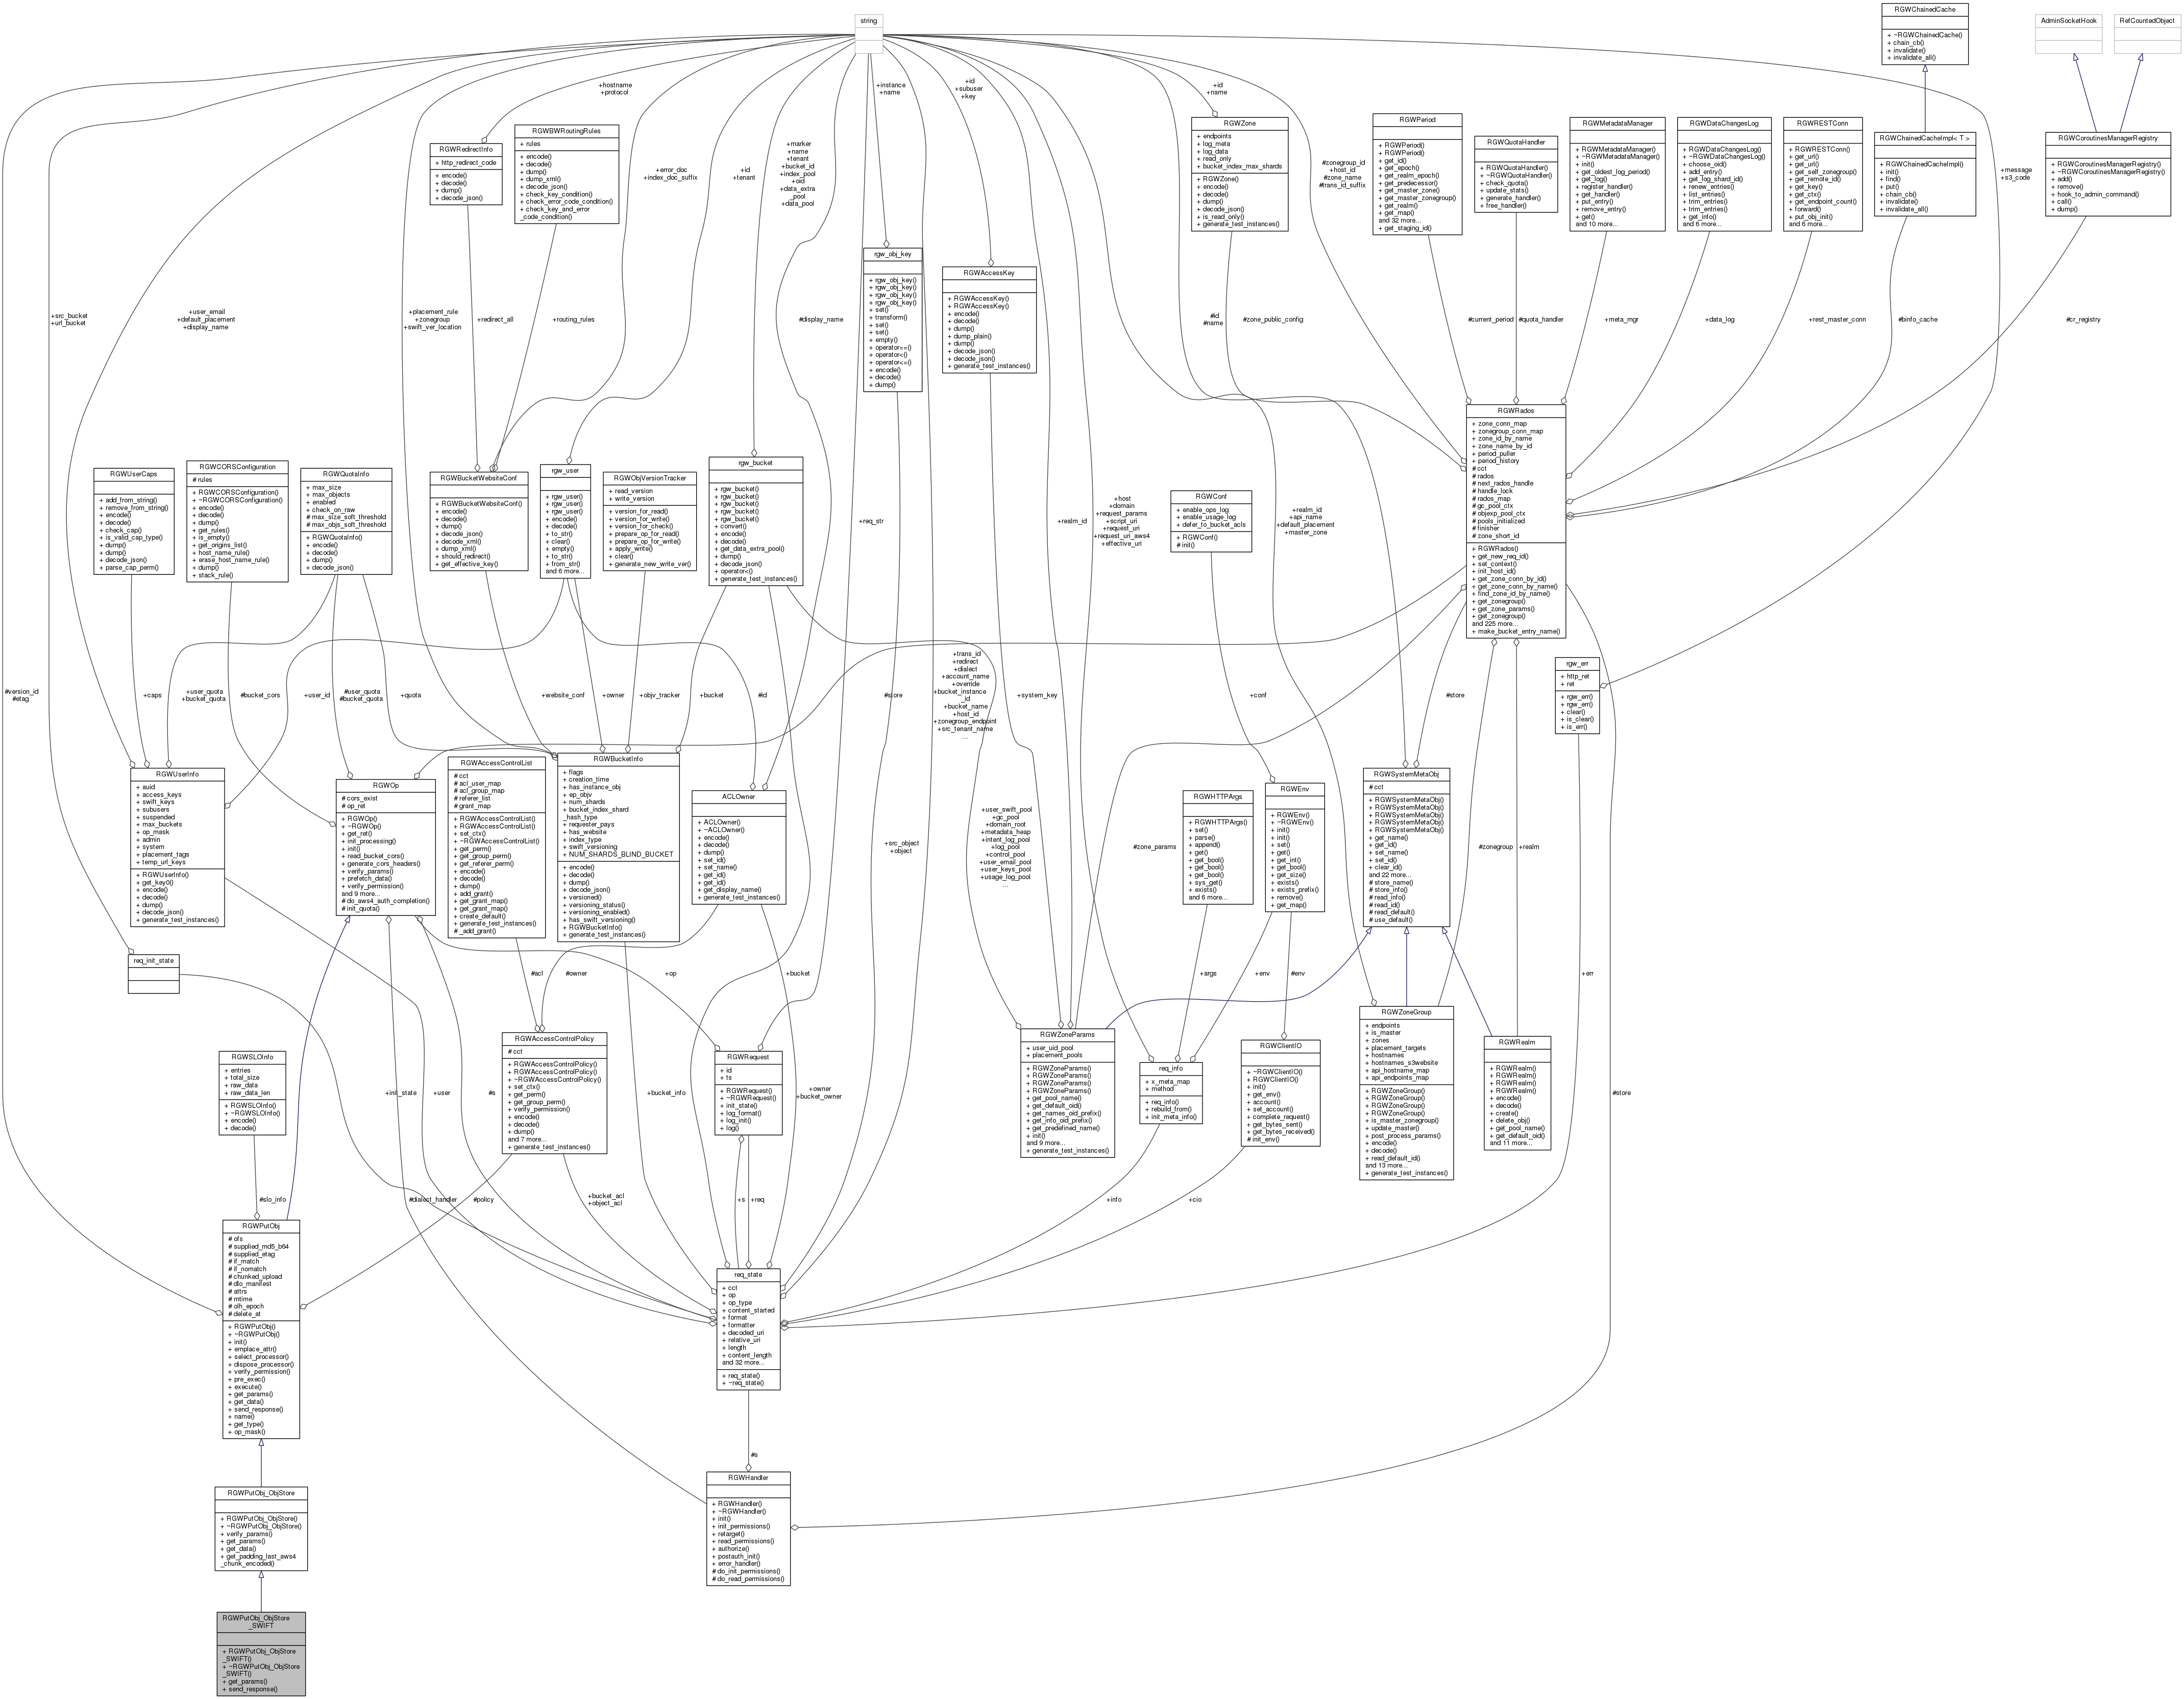 string
RGWChainedCache
+ ~RGWChainedCache()
+ chain_cb()
+ invalidate()
+ invalidate_all()
AdminSocketHook
RefCountedObject
+hostname
+protocol
+instance
+name
+id
+subuser
+key
+id
+name
RGWRedirectInfo
+ http_redirect_code
+ encode()
+ decode()
+ dump()
+ decode_json()
RGWBWRoutingRules
+ rules
+ encode()
+ decode()
+ dump()
+ dump_xml()
+ decode_json()
+ check_key_condition()
+ check_error_code_condition()
+ check_key_and_error
_code_condition()
+error_doc
+index_doc_suffix
+id
+tenant
+marker
+name
+tenant
+bucket_id
+index_pool
+oid
+data_extra
_pool
+data_pool
RGWZone
+ endpoints
+ log_meta
+ log_data
+ read_only
+ bucket_index_max_shards
+ RGWZone()
+ encode()
+ decode()
+ dump()
+ decode_json()
+ is_read_only()
+ generate_test_instances()
#zonegroup_id
+host_id
#zone_name
#trans_id_suffix
RGWPeriod
+ RGWPeriod()
+ RGWPeriod()
+ get_id()
+ get_epoch()
+ get_realm_epoch()
+ get_predecessor()
+ get_master_zone()
+ get_master_zonegroup()
+ get_realm()
+ get_map()
and 32 more...
+ get_staging_id()
RGWQuotaHandler
+ RGWQuotaHandler()
+ ~RGWQuotaHandler()
+ check_quota()
+ update_stats()
+ generate_handler()
+ free_handler()
RGWMetadataManager
+ RGWMetadataManager()
+ ~RGWMetadataManager()
+ init()
+ get_oldest_log_period()
+ get_log()
+ register_handler()
+ get_handler()
+ put_entry()
+ remove_entry()
+ get()
and 10 more...
RGWDataChangesLog
+ RGWDataChangesLog()
+ ~RGWDataChangesLog()
+ choose_oid()
+ add_entry()
+ get_log_shard_id()
+ renew_entries()
+ list_entries()
+ trim_entries()
+ trim_entries()
+ get_info()
and 6 more...
RGWRESTConn
+ RGWRESTConn()
+ get_url()
+ get_url()
+ get_self_zonegroup()
+ get_remote_id()
+ get_key()
+ get_ctx()
+ get_endpoint_count()
+ forward()
+ put_obj_init()
and 6 more...
RGWChainedCacheImpl< T >
+ RGWChainedCacheImpl()
+ init()
+ find()
+ put()
+ chain_cb()
+ invalidate()
+ invalidate_all()
+message
+s3_code
RGWCoroutinesManagerRegistry
+ RGWCoroutinesManagerRegistry()
+ ~RGWCoroutinesManagerRegistry()
+ add()
+ remove()
+ hook_to_admin_command()
+ call()
+ dump()
rgw_obj_key
+ rgw_obj_key()
+ rgw_obj_key()
+ rgw_obj_key()
+ rgw_obj_key()
+ set()
+ transform()
+ set()
+ set()
+ empty()
+ operator==()
+ operator<()
+ operator<=()
+ encode()
+ decode()
+ dump()
RGWAccessKey
+ RGWAccessKey()
+ RGWAccessKey()
+ encode()
+ decode()
+ dump()
+ dump_plain()
+ dump()
+ decode_json()
+ decode_json()
+ generate_test_instances()
+src_bucket
+url_bucket
+user_email
+default_placement
+display_name
+placement_rule
+zonegroup
+swift_ver_location
+redirect_all
+routing_rules
#display_name
#id
#name
#zone_public_config
#current_period
#quota_handler
+meta_mgr
+data_log
+rest_master_conn
#binfo_cache
#cr_registry
RGWUserCaps
+ add_from_string()
+ remove_from_string()
+ encode()
+ decode()
+ check_cap()
+ is_valid_cap_type()
+ dump()
+ dump()
+ decode_json()
+ parse_cap_perm()
RGWCORSConfiguration
# rules
+ RGWCORSConfiguration()
+ ~RGWCORSConfiguration()
+ encode()
+ decode()
+ dump()
+ get_rules()
+ is_empty()
+ get_origins_list()
+ host_name_rule()
+ erase_host_name_rule()
+ dump()
+ stack_rule()
RGWQuotaInfo
+ max_size
+ max_objects
+ enabled
+ check_on_raw
# max_size_soft_threshold
# max_objs_soft_threshold
+ RGWQuotaInfo()
+ encode()
+ decode()
+ dump()
+ decode_json()
RGWBucketWebsiteConf
+ RGWBucketWebsiteConf()
+ encode()
+ decode()
+ dump()
+ decode_json()
+ decode_xml()
+ dump_xml()
+ should_redirect()
+ get_effective_key()
rgw_user
+ rgw_user()
+ rgw_user()
+ rgw_user()
+ encode()
+ decode()
+ to_str()
+ clear()
+ empty()
+ to_str()
+ from_str()
and 6 more...
RGWObjVersionTracker
+ read_version
+ write_version
+ version_for_read()
+ version_for_write()
+ version_for_check()
+ prepare_op_for_read()
+ prepare_op_for_write()
+ apply_write()
+ clear()
+ generate_new_write_ver()
rgw_bucket
+ rgw_bucket()
+ rgw_bucket()
+ rgw_bucket()
+ rgw_bucket()
+ rgw_bucket()
+ convert()
+ encode()
+ decode()
+ get_data_extra_pool()
+ dump()
+ decode_json()
+ operator<()
+ generate_test_instances()
+req_str
+realm_id
+host
+domain
+request_params
+script_uri
+request_uri
+request_uri_aws4
+effective_uri
RGWConf
+ enable_ops_log
+ enable_usage_log
+ defer_to_bucket_acls
+ RGWConf()
# init()
+realm_id
+api_name
+default_placement
+master_zone
RGWRados
+ zone_conn_map
+ zonegroup_conn_map
+ zone_id_by_name
+ zone_name_by_id
+ period_puller
+ period_history
# cct
# rados
# next_rados_handle
# handle_lock
# rados_map
# gc_pool_ctx
# objexp_pool_ctx
# pools_initialized
# finisher
# zone_short_id
+ RGWRados()
+ get_new_req_id()
+ set_context()
+ init_host_id()
+ get_zone_conn_by_id()
+ get_zone_conn_by_name()
+ find_zone_id_by_name()
+ get_zonegroup()
+ get_zone_params()
+ get_zonegroup()
and 225 more...
+ make_bucket_entry_name()
rgw_err
+ http_ret
+ ret
+ rgw_err()
+ rgw_err()
+ clear()
+ is_clear()
+ is_err()
#version_id
#etag
+caps
+user_quota
+bucket_quota
#bucket_cors
+user_id
#user_quota
#bucket_quota
+quota
+website_conf
+owner
+objv_tracker
+bucket
#id
#store
+trans_id
+redirect
+dialect
+account_name
+override
+bucket_instance
_id
+bucket_name
+host_id
+zonegroup_endpoint
+src_tenant_name
...
+system_key
+conf
#store
RGWUserInfo
+ auid
+ access_keys
+ swift_keys
+ subusers
+ suspended
+ max_buckets
+ op_mask
+ admin
+ system
+ placement_tags
+ temp_url_keys
+ RGWUserInfo()
+ get_key0()
+ encode()
+ decode()
+ dump()
+ decode_json()
+ generate_test_instances()
RGWOp
# cors_exist
# op_ret
+ RGWOp()
+ ~RGWOp()
+ get_ret()
+ init_processing()
+ init()
+ read_bucket_cors()
+ generate_cors_headers()
+ verify_params()
+ prefetch_data()
+ verify_permission()
and 9 more...
# do_aws4_auth_completion()
# init_quota()
RGWAccessControlList
# cct
# acl_user_map
# acl_group_map
# referer_list
# grant_map
+ RGWAccessControlList()
+ RGWAccessControlList()
+ set_ctx()
+ ~RGWAccessControlList()
+ get_perm()
+ get_group_perm()
+ get_referer_perm()
+ encode()
+ decode()
+ dump()
+ add_grant()
+ get_grant_map()
+ get_grant_map()
+ create_default()
+ generate_test_instances()
# _add_grant()
RGWBucketInfo
+ flags
+ creation_time
+ has_instance_obj
+ ep_objv
+ num_shards
+ bucket_index_shard
_hash_type
+ requester_pays
+ has_website
+ index_type
+ swift_versioning
+ NUM_SHARDS_BLIND_BUCKET
+ encode()
+ decode()
+ dump()
+ decode_json()
+ versioned()
+ versioning_status()
+ versioning_enabled()
+ has_swift_versioning()
+ RGWBucketInfo()
+ generate_test_instances()
ACLOwner
+ ACLOwner()
+ ~ACLOwner()
+ encode()
+ decode()
+ dump()
+ set_id()
+ set_name()
+ get_id()
+ get_id()
+ get_display_name()
+ generate_test_instances()
+src_object
+object
+user_swift_pool
+gc_pool
+domain_root
+metadata_heap
+intent_log_pool
+log_pool
+control_pool
+user_email_pool
+user_keys_pool
+usage_log_pool
...
#zone_params
RGWHTTPArgs
+ RGWHTTPArgs()
+ set()
+ parse()
+ append()
+ get()
+ get_bool()
+ get_bool()
+ get_bool()
+ sys_get()
+ exists()
and 6 more...
RGWEnv
+ RGWEnv()
+ ~RGWEnv()
+ init()
+ init()
+ set()
+ get()
+ get_int()
+ get_bool()
+ get_size()
+ exists()
+ exists_prefix()
+ remove()
+ get_map()
RGWSystemMetaObj
# cct
+ RGWSystemMetaObj()
+ RGWSystemMetaObj()
+ RGWSystemMetaObj()
+ RGWSystemMetaObj()
+ RGWSystemMetaObj()
+ get_name()
+ get_id()
+ set_name()
+ set_id()
+ clear_id()
and 22 more...
# store_name()
# store_info()
# read_info()
# read_id()
# read_default()
# use_default()
#zonegroup
+realm
req_init_state
#acl
#owner
+op
+bucket
+args
+env
#env
+err
RGWSLOInfo
+ entries
+ total_size
+ raw_data
+ raw_data_len
+ RGWSLOInfo()
+ ~RGWSLOInfo()
+ encode()
+ decode()
+init_state
+user
#s
RGWAccessControlPolicy
# cct
+ RGWAccessControlPolicy()
+ RGWAccessControlPolicy()
+ ~RGWAccessControlPolicy()
+ set_ctx()
+ get_perm()
+ get_group_perm()
+ verify_permission()
+ encode()
+ decode()
+ dump()
and 7 more...
+ generate_test_instances()
+bucket_info
RGWRequest
+ id
+ ts
+ RGWRequest()
+ ~RGWRequest()
+ init_state()
+ log_format()
+ log_init()
+ log()
+owner
+bucket_owner
RGWZoneParams
+ user_uid_pool
+ placement_pools
+ RGWZoneParams()
+ RGWZoneParams()
+ RGWZoneParams()
+ RGWZoneParams()
+ get_pool_name()
+ get_default_oid()
+ get_names_oid_prefix()
+ get_info_oid_prefix()
+ get_predefined_name()
+ init()
and 9 more...
+ generate_test_instances()
req_info
+ x_meta_map
+ method
+ req_info()
+ rebuild_from()
+ init_meta_info()
RGWClientIO
+ ~RGWClientIO()
+ RGWClientIO()
+ init()
+ get_env()
+ account()
+ set_account()
+ complete_request()
+ get_bytes_sent()
+ get_bytes_received()
# init_env()
RGWZoneGroup
+ endpoints
+ is_master
+ zones
+ placement_targets
+ hostnames
+ hostnames_s3website
+ api_hostname_map
+ api_endpoints_map
+ RGWZoneGroup()
+ RGWZoneGroup()
+ RGWZoneGroup()
+ RGWZoneGroup()
+ is_master_zonegroup()
+ update_master()
+ post_process_params()
+ encode()
+ decode()
+ read_default_id()
and 13 more...
+ generate_test_instances()
RGWRealm
+ RGWRealm()
+ RGWRealm()
+ RGWRealm()
+ RGWRealm()
+ encode()
+ decode()
+ create()
+ delete_obj()
+ get_pool_name()
+ get_default_oid()
and 11 more...
#store
#slo_info
#dialect_handler
#policy
+bucket_acl
+object_acl
+s
+req
+info
+cio
RGWPutObj
# ofs
# supplied_md5_b64
# supplied_etag
# if_match
# if_nomatch
# chunked_upload
# dlo_manifest
# attrs
# mtime
# olh_epoch
# delete_at
+ RGWPutObj()
+ ~RGWPutObj()
+ init()
+ emplace_attr()
+ select_processor()
+ dispose_processor()
+ verify_permission()
+ pre_exec()
+ execute()
+ get_params()
+ get_data()
+ send_response()
+ name()
+ get_type()
+ op_mask()
req_state
+ cct
+ op
+ op_type
+ content_started
+ format
+ formatter
+ decoded_uri
+ relative_uri
+ length
+ content_length
and 32 more...
+ req_state()
+ ~req_state()
#s
RGWHandler
+ RGWHandler()
+ ~RGWHandler()
+ init()
+ init_permissions()
+ retarget()
+ read_permissions()
+ authorize()
+ postauth_init()
+ error_handler()
# do_init_permissions()
# do_read_permissions()
RGWPutObj_ObjStore
+ RGWPutObj_ObjStore()
+ ~RGWPutObj_ObjStore()
+ verify_params()
+ get_params()
+ get_data()
+ get_padding_last_aws4
_chunk_encoded()
RGWPutObj_ObjStore
_SWIFT
+ RGWPutObj_ObjStore
_SWIFT()
+ ~RGWPutObj_ObjStore
_SWIFT()
+ get_params()
+ send_response()